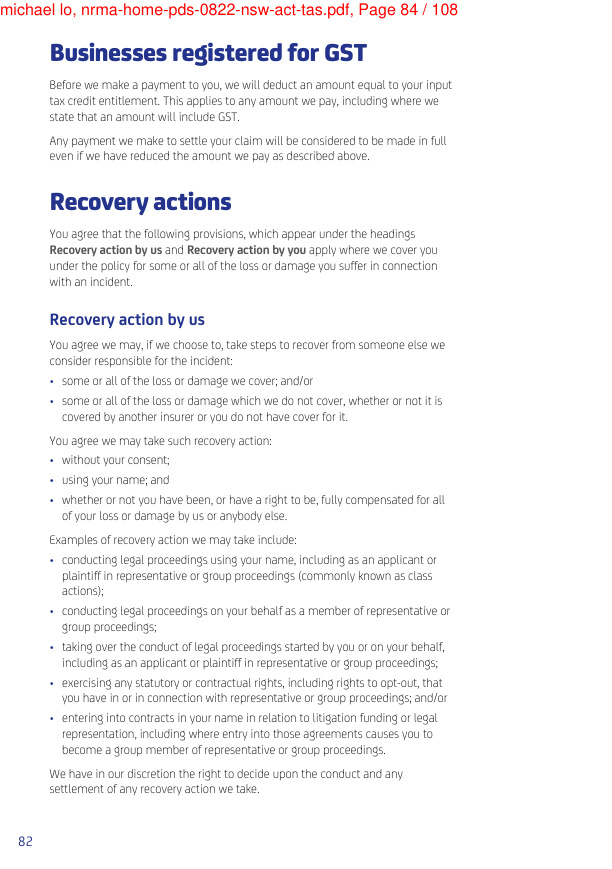 michael lo, nrma-home-pds-0822-nsw-act-tas.pdf, Page 84 / 108
Businesses registered for GST
Before we make a payment to you, we will deduct an amount equal to your input
tax credit entitlement. This applies to any amount we pay, including where we
state that an amount will include GST.
Any payment we make to settle your claim will be considered to be made in full
even if we have reduced the amount we pay as described above.
Recovery actions
You agree that the following provisions, which appear under the headings
Recovery action by us and Recovery action by you apply where we cover you
under the policy for some or all of the loss or damage you suffer in connection
with an incident.
Recovery action by us
You agree we may, if we choose to, take steps to recover from someone else we
consider responsible for the incident:
• some or all of the loss or damage we cover; and/or
• some or all of the loss or damage which we do not cover, whether or not it is
covered by another insurer or you do not have cover for it.
You agree we may take such recovery action:
• without your consent;
• using your name; and
• whether or not you have been, or have a right to be, fully compensated for all
of your loss or damage by us or anybody else.
Examples of recovery action we may take include:
• conducting legal proceedings using your name, including as an applicant or
plaintiff in representative or group proceedings (commonly known as class
actions);
• conducting legal proceedings on your behalf as a member of representative or
group proceedings;
• taking over the conduct of legal proceedings started by you or on your behalf,
including as an applicant or plaintiff in representative or group proceedings;
• exercising any statutory or contractual rights, including rights to opt-out, that
you have in or in connection with representative or group proceedings; and/or
• entering into contracts in your name in relation to litigation funding or legal
representation, including where entry into those agreements causes you to
become a group member of representative or group proceedings.
We have in our discretion the right to decide upon the conduct and any
settlement of any recovery action we take.
82